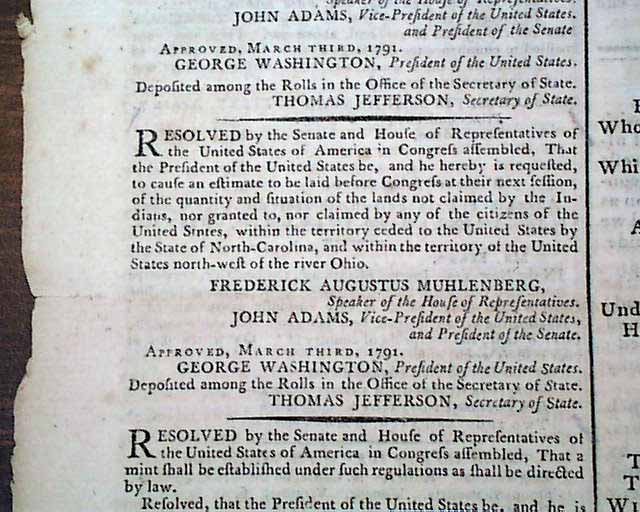 Speaker of the House of Representatives.
JOHN ADAMS, Vice-President of the United States.
and President of the Senate
APPROVED, MARCH THIRD, 1791.
GEORGE WASHINGTON, President of the United States.
Deposited among the Rolls in the Office of the Secretary of State.
THOMAS JEFFERSON, Secretary of State.
RESOLVED by the Senate and House of Representatives of
the United States of America in Congress assembled, That
the President of the United States be, and he hereby is requested,
to cause an estimate to be laid before Congress at their next session,
of the quantity and situation of the lands not claimed by the In-
dians, nor granted to, nor claimed by any of the citizens of the
United States, within the territory ceded to the United States by
the State of North-Carolina, and within the territory of the United
States north-west of the river Ohio.
FREDERICK AUGUSTUS MUHLENBERG,
Speaker of the House of Representatives.
JOHN ADAMS, Vice-President of the United States,
and President of the Senate.
APPROVED, MARCH THIRD, 1791.
GEORGE WASHINGTON, President of the United States.
Deposited among the Rolls in the Office of the Secretary of State.
THOMAS JEFFERSON, Secretary of State.
RESOLVED by the Senate and House of Representatives of
the United States of America in Congress assembled, That a
mint shall be established under such regulations as shall be directed
by law.
Resolved, that the President of the United States be, and he is
Who
Whi
Und
H
T
T